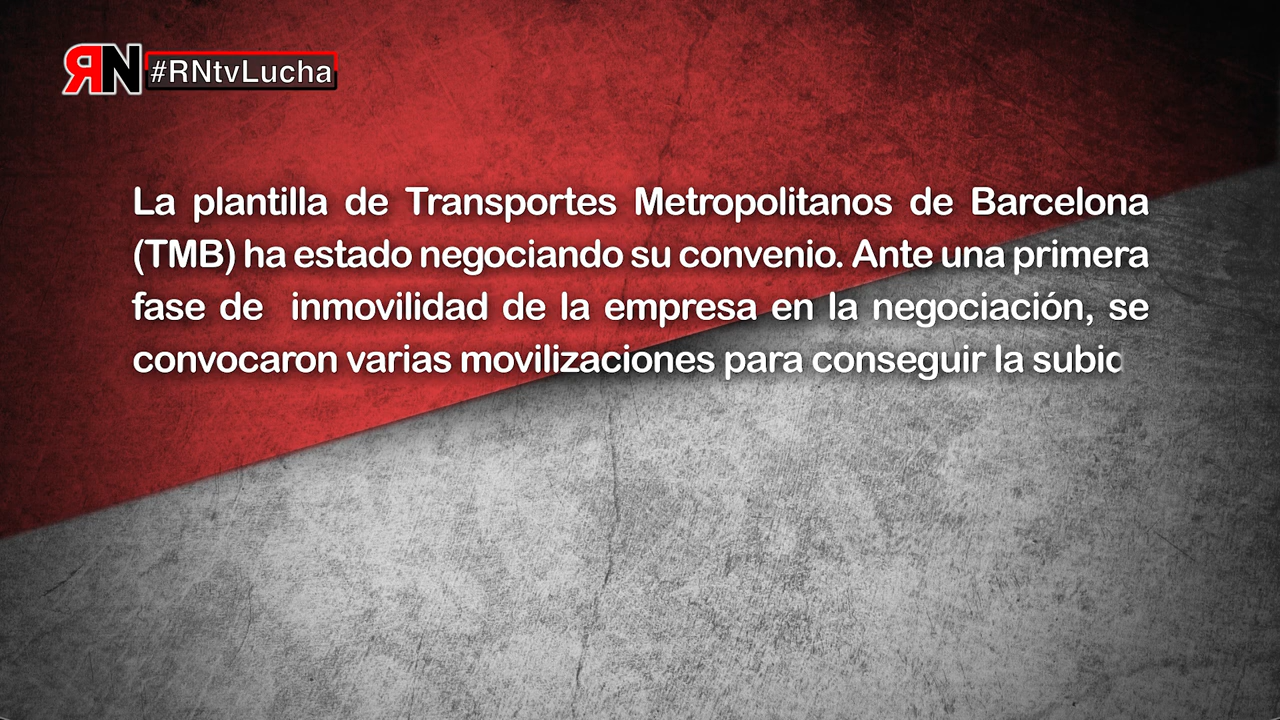 ЯN #RNtvLucha
La plantilla de Transportes Metropolitanos de Barcelona
(TMB) ha estado negociando su convenio. Ante una primera
fase de inmovilidad de la empresa en la negociación, se
convocaron varias movilizaciones para conseguir la